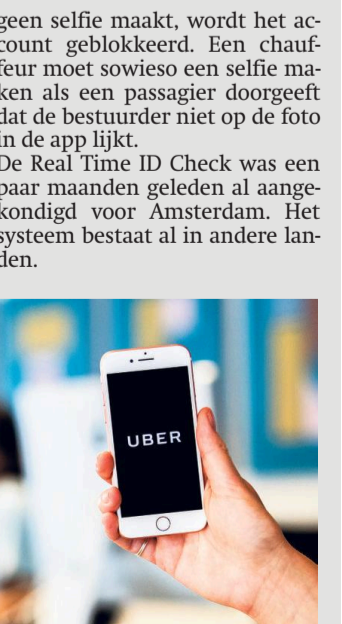 geen selfie maakt, wordt het ac-
count geblokkeerd. Een chauf-
feur moet sowieso een selfie ma-
ken als een passagier doorgeeft
dat de bestuurder niet op de foto
in de app lijkt.
De Real Time ID Check was een
paar maanden geleden al aange-
kondigd voor Amsterdam. Het
systeem bestaat al in andere lan-
den.
UBER